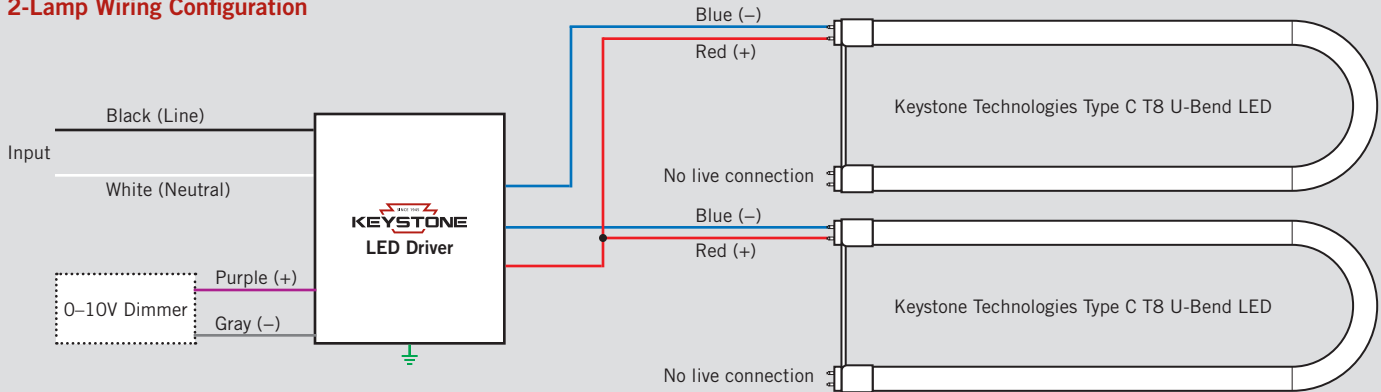 2-Lamp Wiring Configuration
Blue (–)
Red (+)
Keystone Technologies Type C T8 U-Bend LED
Black (Line)
Input
White (Neutral)
No live connection
SINCE 1945
KEYSTONE
LED Driver
Blue (–)
Red (+)
Purple (+)
0–10V Dimmer
Gray (–)
Keystone Technologies Type C T8 U-Bend LED
No live connection